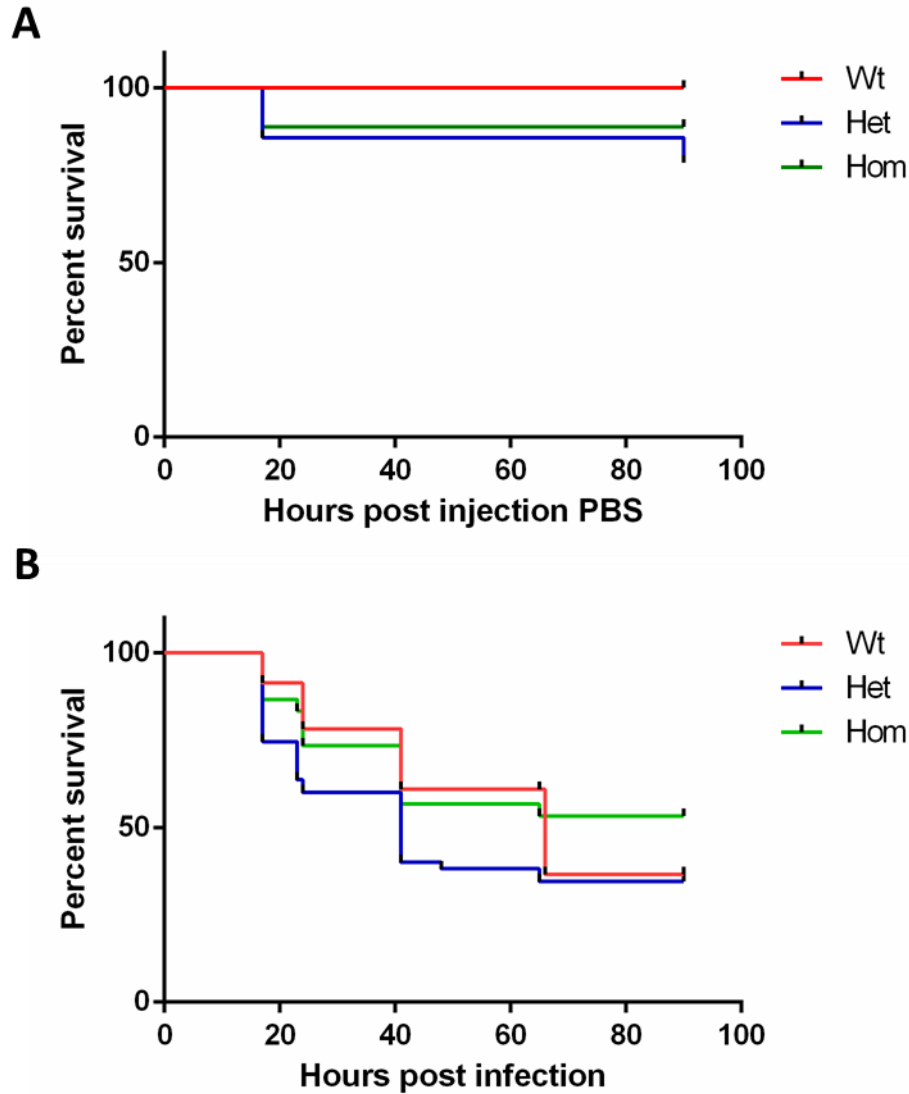 A
Percent survival
100
50
0
0 20 40 60 80 100
Hours post injection PBS
Wt
Het
Hom
B
Percent survival
100
50
0
0 20 40 60 80 100
Hours post infection
Wt
Het
Hom